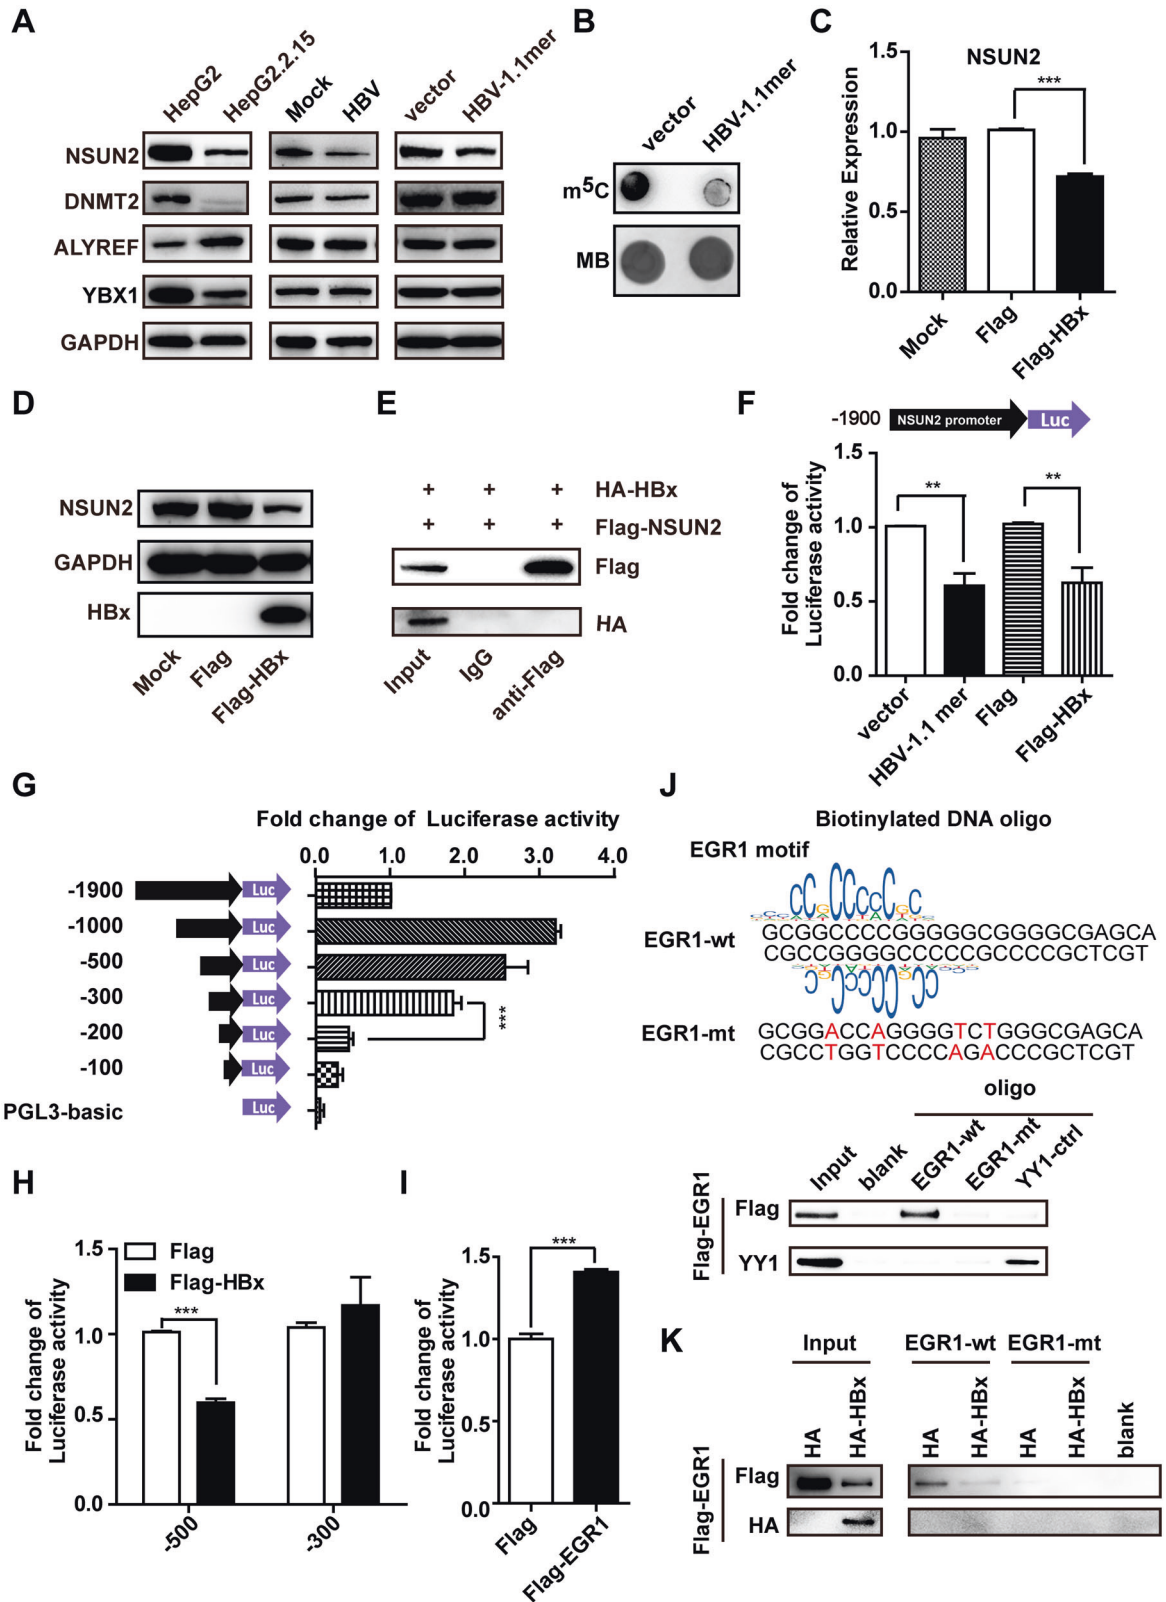 A
HepG2
HepG2.2.15
Mock
HBV
vector
HBV-1.1mer
NSUN2
DNMT2
ALYREF
YBX1
GAPDH
B
vector
HBV-1.1mer
m⁵C
MB
C
NSUN2
***
Relative Expression
1.5
1.0
0.5
0.0
Mock
Flag
Flag-HBx
D
NSUN2
GAPDH
HBx
Mock
Flag
Flag-HBx
E
+ + + HA-HBx
+ + + Flag-NSUN2
Flag
HA
Input
IgG
anti-Flag
F
-1900 NSUN2 promoter Luc
Fold change of
Luciferase activity
1.5
1.0
0.5
0.0
**
**
vector
HBV-1.1 mer
Flag
Flag-HBx
G
Fold change of Luciferase activity
0.0 1.0 2.0 3.0 4.0
-1900 Luc
-1000 Luc
-500 Luc
-300 Luc
-200 Luc
-100 Luc
PGL3-basic Luc
***
H
Flag
Flag-HBx
Fold change of
Luciferase activity
1.5
1.0
0.5
0.0
***
-500
-300
I
Fold change of
Luciferase activity
1.5
1.0
0.5
0.0
***
Flag
Flag-EGR1
J
Biotinylated DNA oligo
EGR1 motif
EGR1-wt
GCGGCCCCGGGGGCGGGGCGAGCA
CGCCGGGGCCCCCGCCCCGCTCGT
EGR1-mt
GCGGACCAGGGGTCTGGGCGAGCA
CGCCTGGTCCCCAGACCCGCTCGT
oligo
Input
blank
EGR1-wt
EGR1-mt
YY1-ctrl
Flag-EGR1
Flag
YY1
K
Input EGR1-wt EGR1-mt
HA
HA-HBx
HA
HA-HBx
HA
HA-HBx
blank
Flag-EGR1
Flag
HA